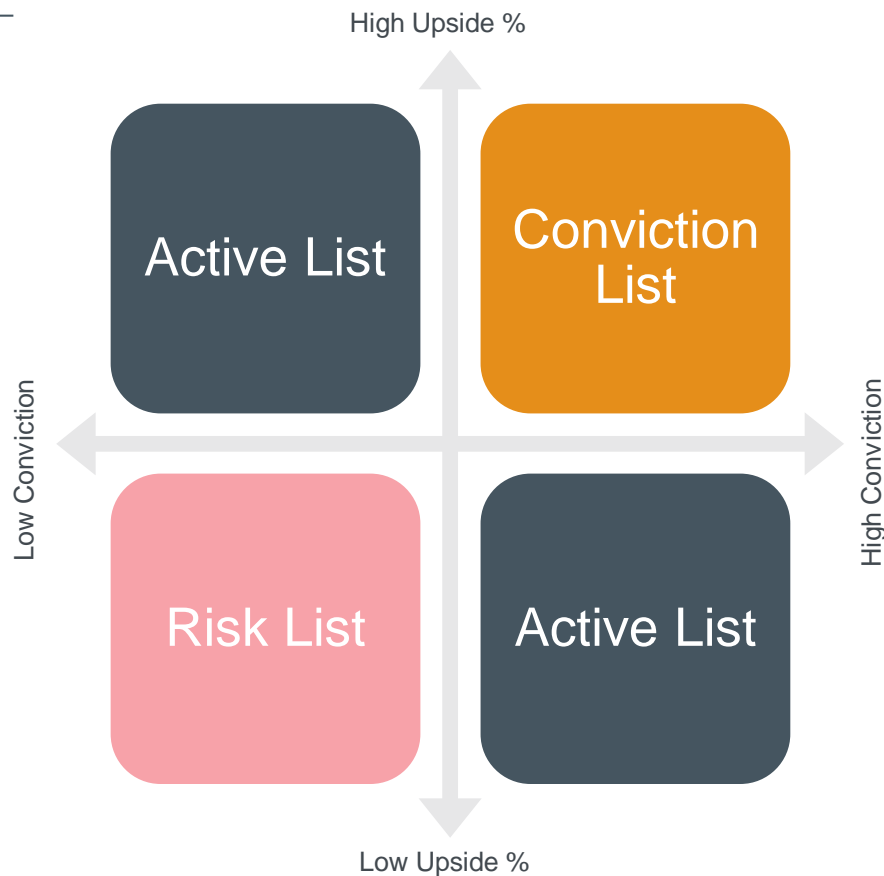 High Upside %
Active List
Conviction
List
Low Conviction
High Conviction
Risk List
Active List
Low Upside %